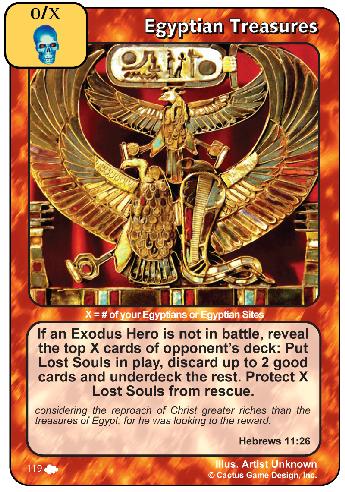 0/X
Egyptian Treasures
X = # of your Egyptians or Egyptian Sites
If an Exodus Hero is not in battle, reveal
the top X cards of opponent's deck: Put
Lost Souls in play, discard up to 2 good
cards and underdeck the rest. Protect X
Lost Souls from rescue.
considering the reproach of Christ greater riches than the
treasures of Egypt, for he was looking to the reward.
Hebrews 11:26
119
Illus. Artist Unknown
© Cactus Game Design, Inc.